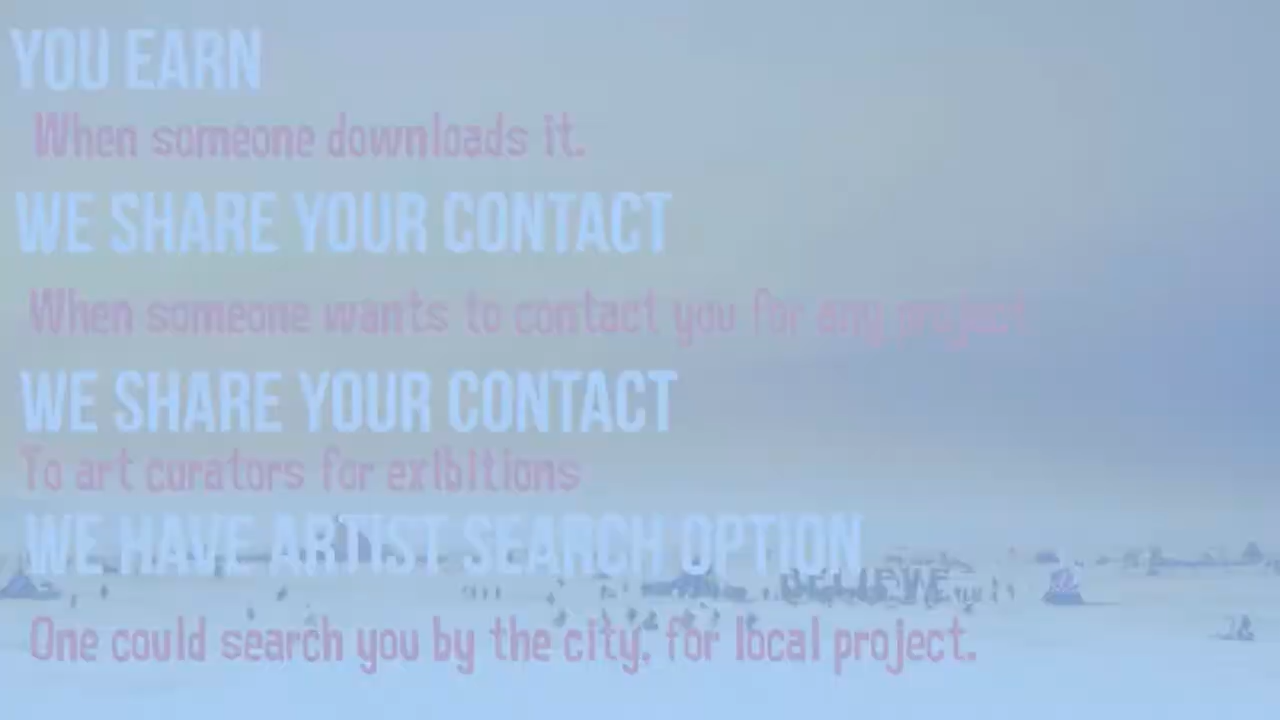 YOU EARN
When someone downloads it.
WE SHARE YOUR CONTACT
When someone wants to contact you for any project
WE SHARE YOUR CONTACT
To art curators for exibitions
WE HAVE ARTIST SEARCH OPTION
BELIEVE
One could search you by the city. for local project.